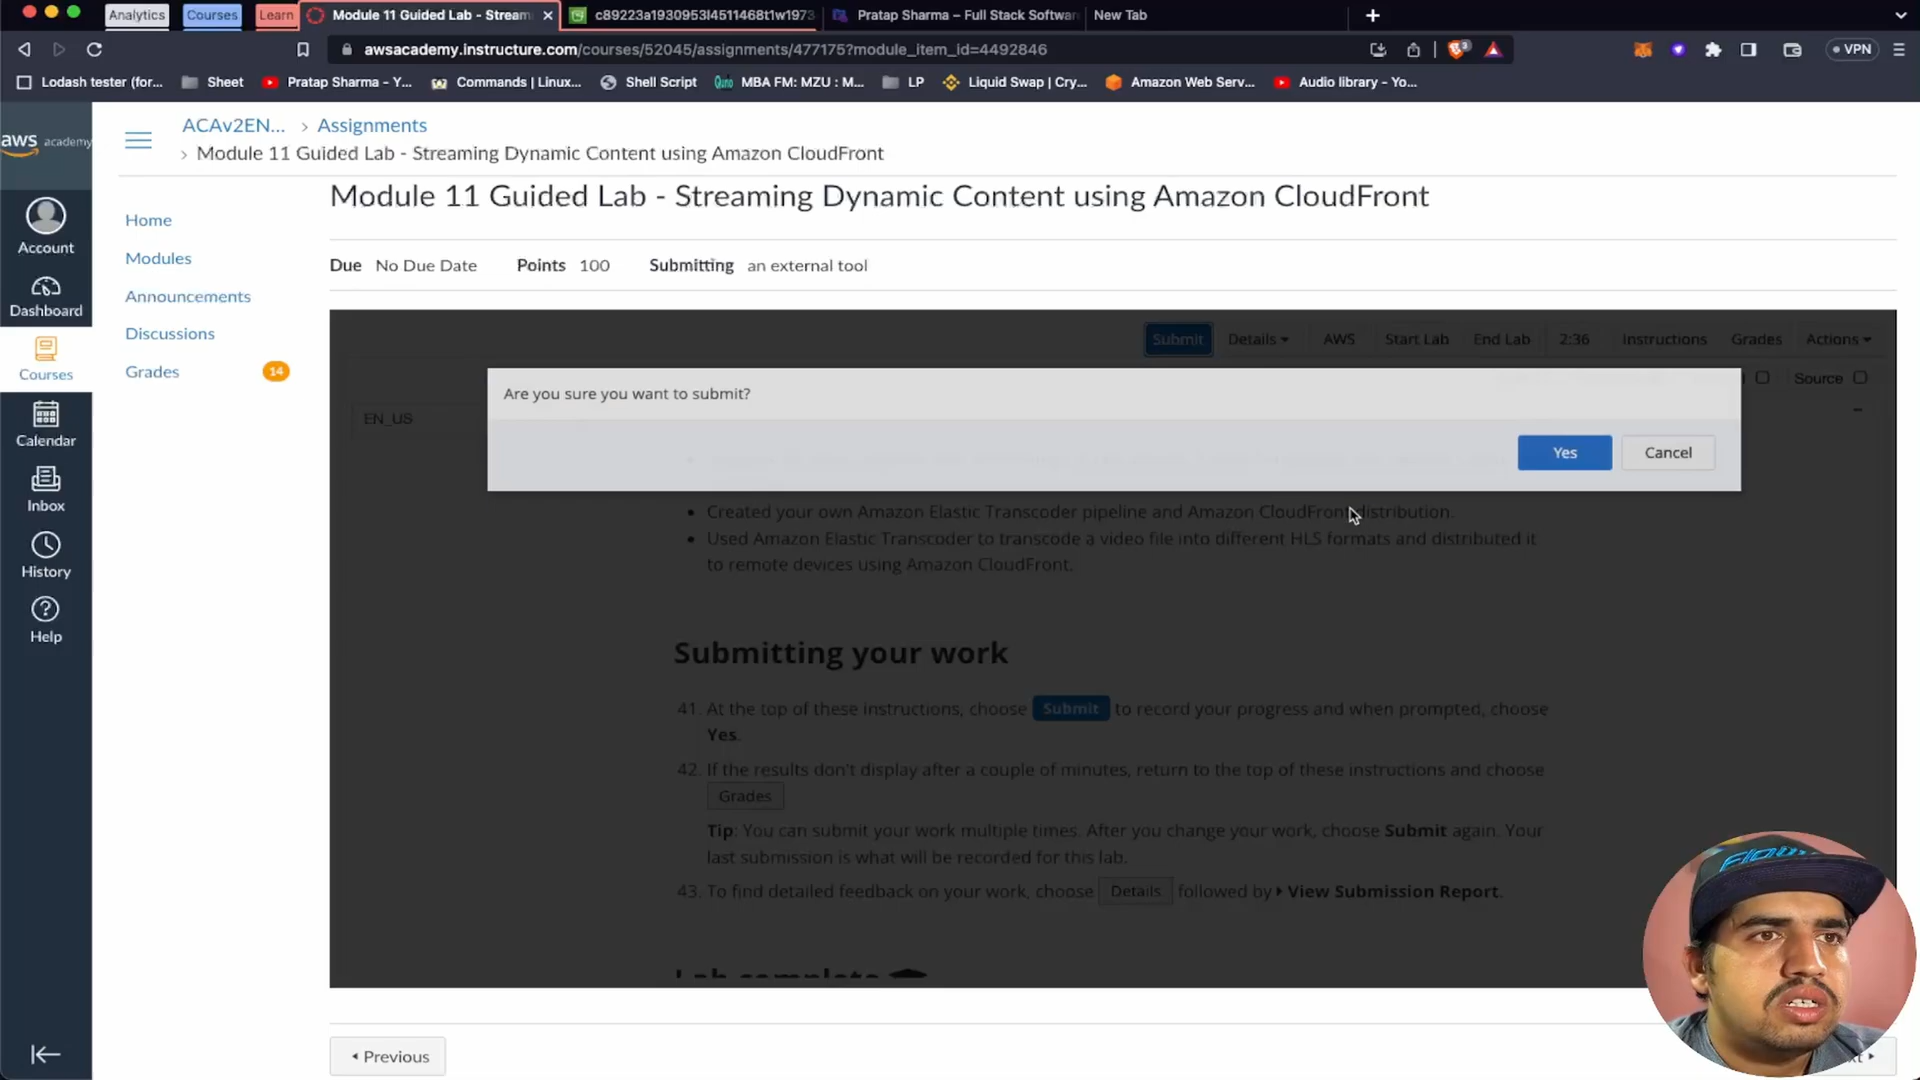 Analytics
Courses
Learn
Module 11 Guided Lab - Stream
c89223a1930953l4511468t1w1973
Pratap Sharma – Full Stack Softwar
New Tab
awsacademy.instructure.com/courses/52045/assignments/477175?module_item_id=4492846
VPN
Lodash tester (for...
Sheet
Pratap Sharma - Y...
Commands | Linux...
Shell Script
MBA FM: MZU : M...
LP
Liquid Swap | Cry...
Amazon Web Serv...
Audio library - Yo...
aws academy
Account
Dashboard
Courses
Calendar
Inbox
History
Help
ACAv2EN... › Assignments
› Module 11 Guided Lab - Streaming Dynamic Content using Amazon CloudFront
Home
Modules
Announcements
Discussions
Grades 14
Module 11 Guided Lab - Streaming Dynamic Content using Amazon CloudFront
Due No Due Date Points 100 Submitting an external tool
Submit Details AWS Start Lab End Lab 2:36 Instructions Grades Actions
Source
EN_US
Are you sure you want to submit?
Yes Cancel
• Created your own Amazon Elastic Transcoder pipeline and Amazon CloudFront distribution.
• Used Amazon Elastic Transcoder to transcode a video file into different HLS formats and distributed it
to remote devices using Amazon CloudFront.
Submitting your work
41. At the top of these instructions, choose Submit to record your progress and when prompted, choose
Yes.
42. If the results don't display after a couple of minutes, return to the top of these instructions and choose
Grades
Tip: You can submit your work multiple times. After you change your work, choose Submit again. Your
last submission is what will be recorded for this lab.
43. To find detailed feedback on your work, choose Details followed by ▸ View Submission Report.
Lab complete
◂ Previous